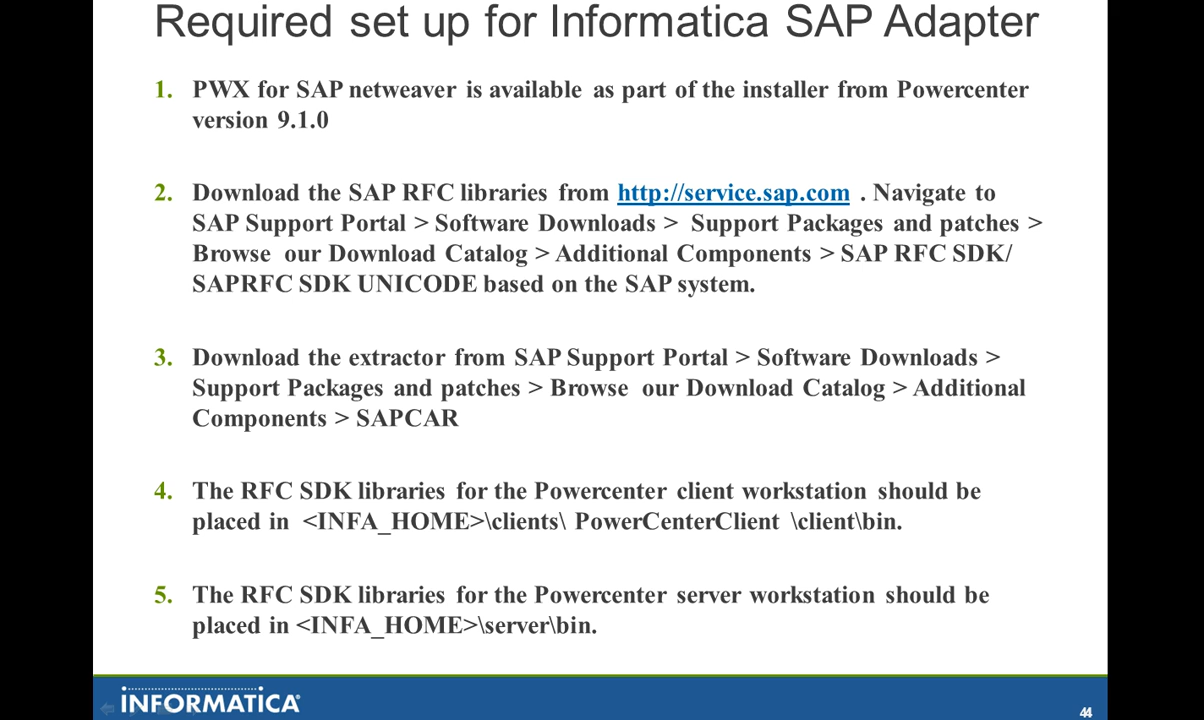 Required set up for Informatica SAP Adapter
1. PWX for SAP netweaver is available as part of the installer from Powercenter
version 9.1.0
2. Download the SAP RFC libraries from http://service.sap.com . Navigate to
SAP Support Portal > Software Downloads > Support Packages and patches >
Browse our Download Catalog > Additional Components > SAP RFC SDK/
SAPRFC SDK UNICODE based on the SAP system.
3. Download the extractor from SAP Support Portal > Software Downloads >
Support Packages and patches > Browse our Download Catalog > Additional
Components > SAPCAR
4. The RFC SDK libraries for the Powercenter client workstation should be
placed in <INFA_HOME>\clients\ PowerCenterClient \client\bin.
5. The RFC SDK libraries for the Powercenter server workstation should be
placed in <INFA_HOME>\server\bin.
INFORMATICA
44